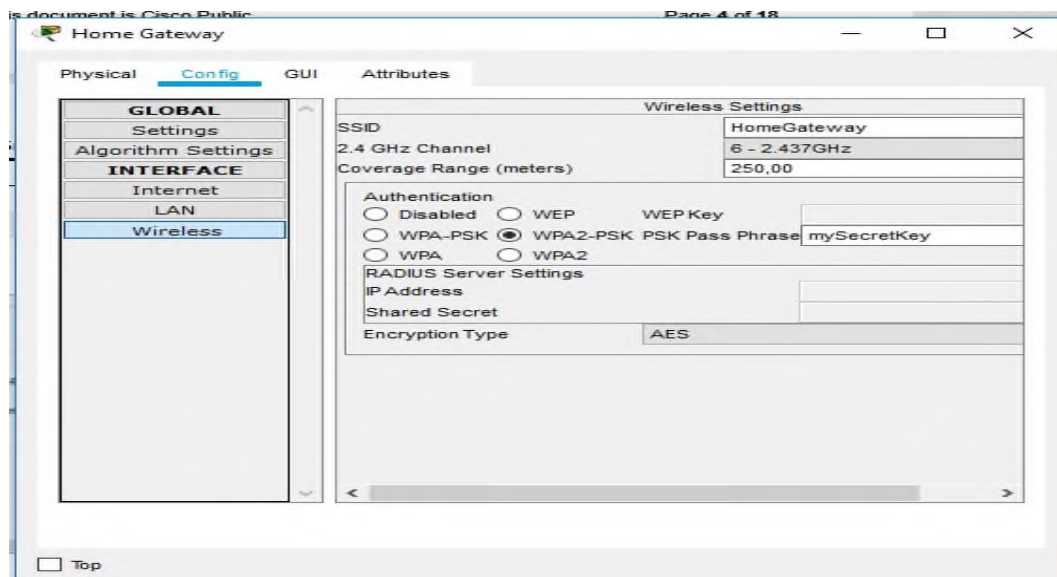 is document is Cisco Public
Page 4 of 18
Home Gateway
Physical Config GUI Attributes
GLOBAL
Settings
Algorithm Settings
INTERFACE
Internet
LAN
Wireless
Wireless Settings
SSID HomeGateway
2.4 GHz Channel 6 - 2.437GHz
Coverage Range (meters) 250,00
Authentication
Disabled WEP WEP Key
WPA-PSK WPA2-PSK PSK Pass Phrase mySecretKey
WPA WPA2
RADIUS Server Settings
IP Address
Shared Secret
Encryption Type AES
Top